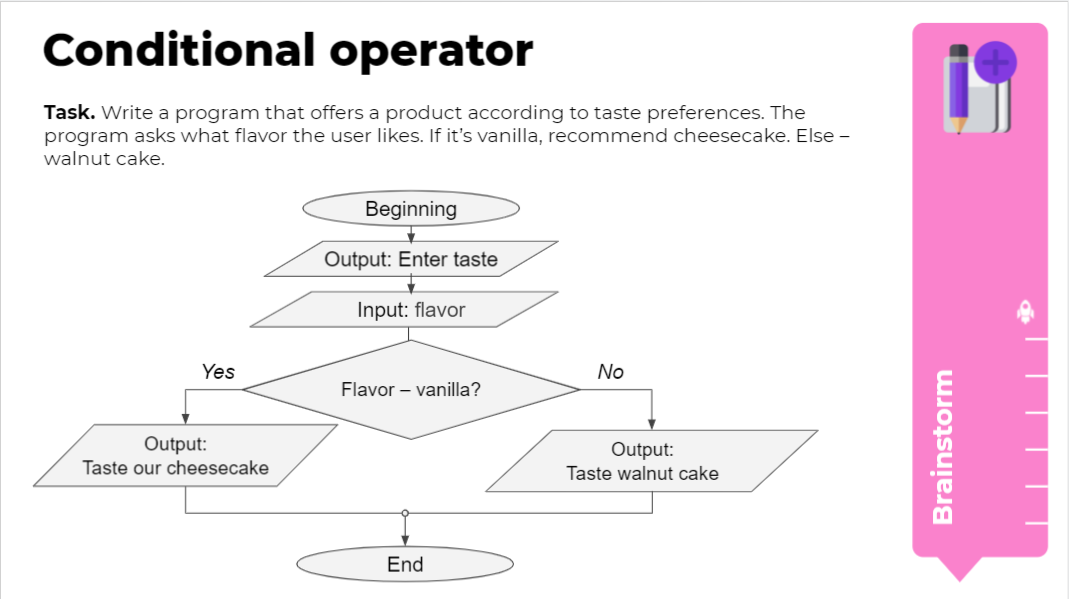 Conditional operator
Task. Write a program that offers a product according to taste preferences. The
program asks what flavor the user likes. If it’s vanilla, recommend cheesecake. Else –
walnut cake.
Beginning
Output: Enter taste
Input: flavor
Yes
No
Flavor – vanilla?
Output:
Taste our cheesecake
Output:
Taste walnut cake
End
Brainstorm